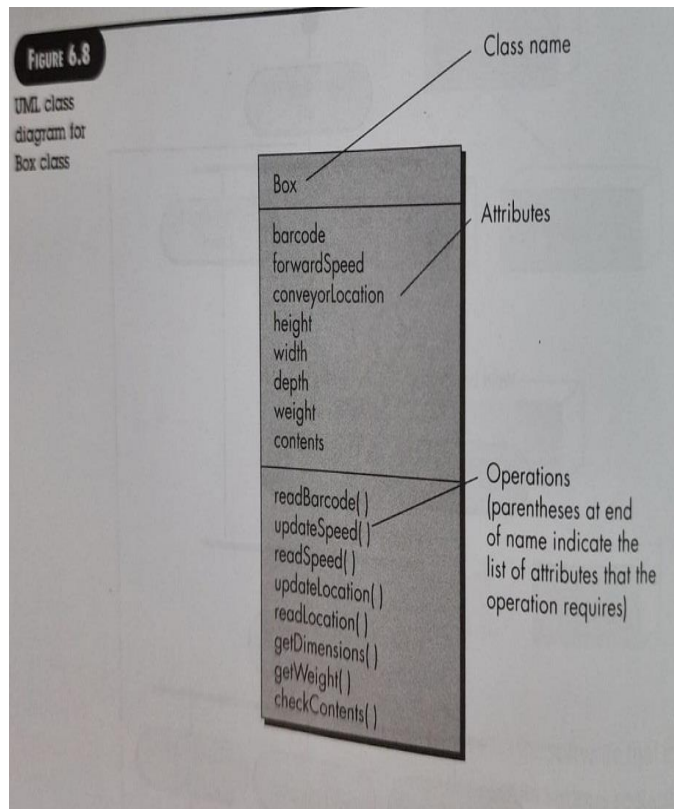 FIGURE 6.8
UML class
diagram for
Box class
Class name
Box
Attributes
barcode
forwardSpeed
conveyorLocation
height
width
depth
weight
contents
Operations
(parentheses at end
of name indicate the
list of attributes that the
operation requires)
readBarcode( )
updateSpeed( )
readSpeed( )
updateLocation( )
readLocation( )
getDimensions( )
getWeight( )
checkContents( )